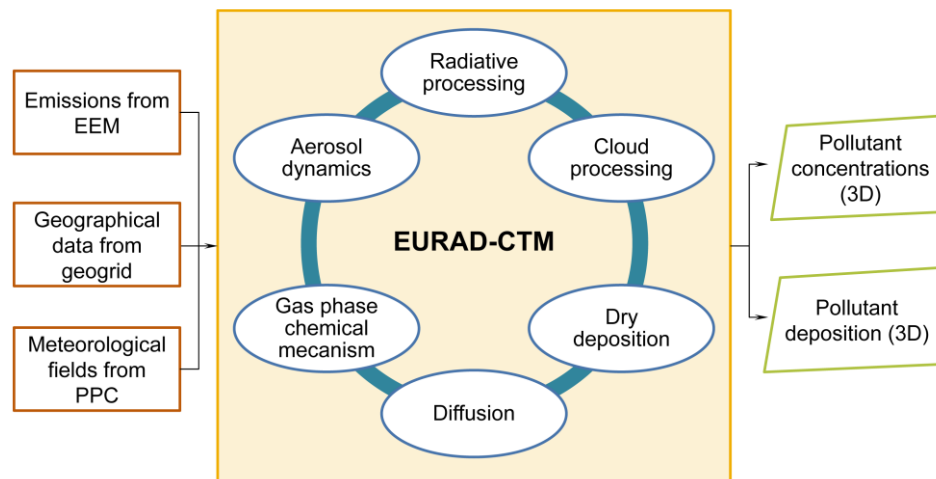 Emissions from
EEM
Geographical
data from
geogrid
Meteorological
fields from
PPC
Radiative
processing
Aerosol
dynamics
Cloud
processing
EURAD-CTM
Gas phase
chemical
mecanism
Dry
deposition
Diffusion
Pollutant
concentrations
(3D)
Pollutant
deposition (3D)